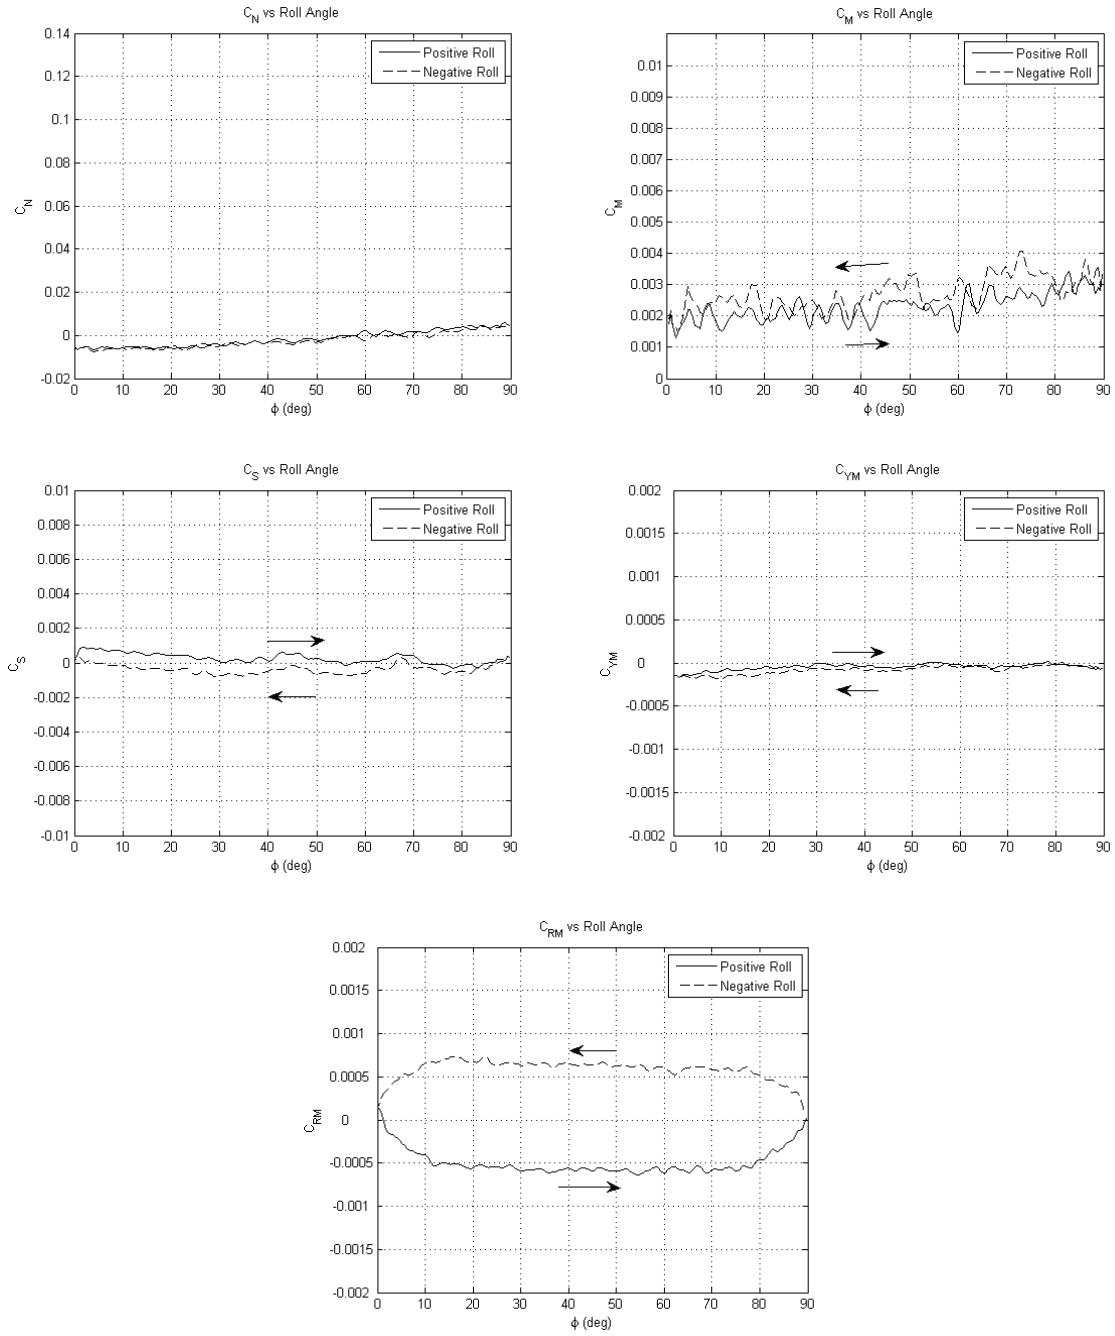 C_N vs Roll Angle
0.14
0.12
0.1
0.08
0.06
0.04
0.02
0
-0.02
C_N
Positive Roll
Negative Roll
0 10 20 30 40 50 60 70 80 90
ϕ (deg)
C_M vs Roll Angle
0.01
0.009
0.008
0.007
0.006
0.005
0.004
0.003
0.002
0.001
0
C_M
Positive Roll
Negative Roll
0 10 20 30 40 50 60 70 80 90
ϕ (deg)
C_S vs Roll Angle
0.01
0.008
0.006
0.004
0.002
0
-0.002
-0.004
-0.006
-0.008
-0.01
C_S
Positive Roll
Negative Roll
0 10 20 30 40 50 60 70 80 90
ϕ (deg)
C_YM vs Roll Angle
0.002
0.0015
0.001
0.0005
0
-0.0005
-0.001
-0.0015
-0.002
C_YM
Positive Roll
Negative Roll
0 10 20 30 40 50 60 70 80 90
ϕ (deg)
C_RM vs Roll Angle
0.002
0.0015
0.001
0.0005
0
-0.0005
-0.001
-0.0015
-0.002
C_RM
Positive Roll
Negative Roll
0 10 20 30 40 50 60 70 80 90
ϕ (deg)